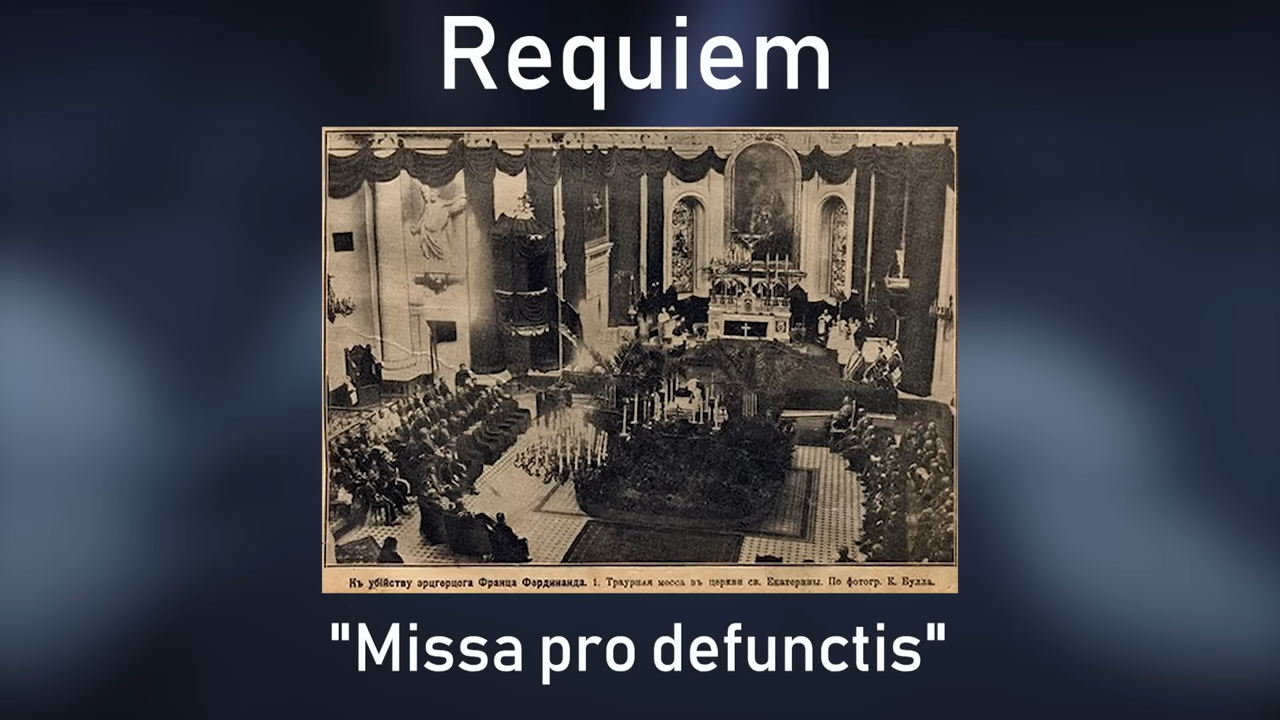 Requiem
Къ убійству эрцгерцога Франца Фердинанда. 1. Траурная месса въ церкви св. Екатерины. По фотогр. К. Булла.
"Missa pro defunctis"